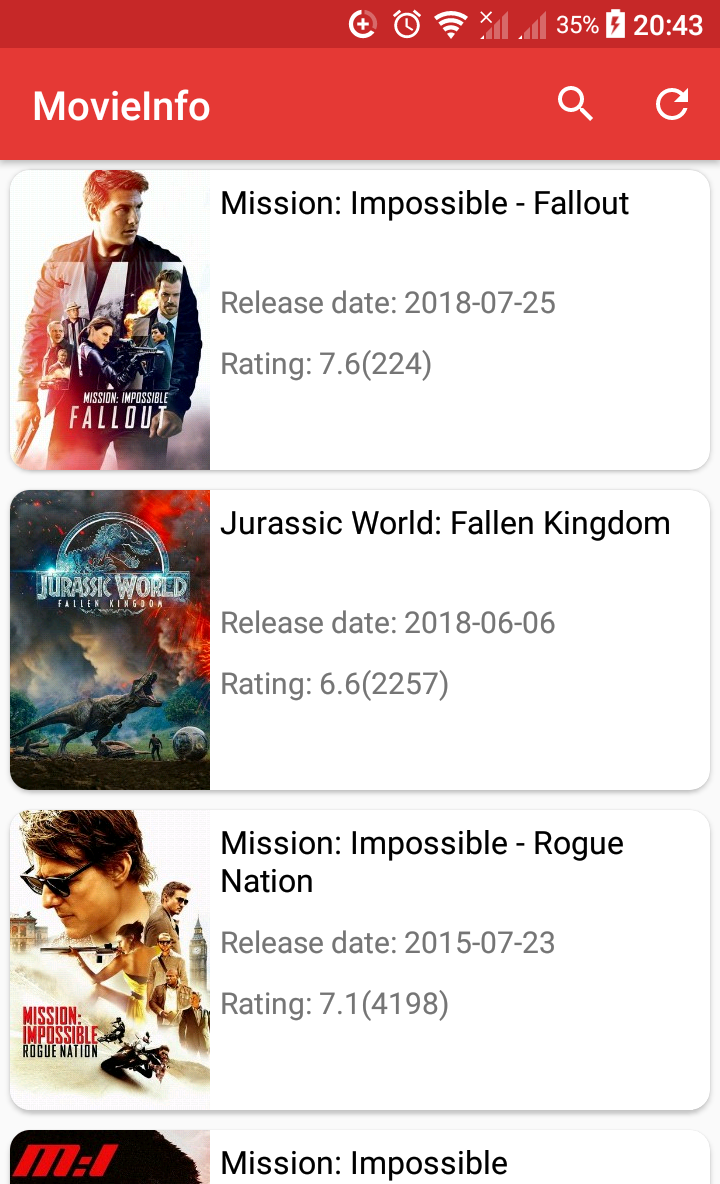 35% 20:43
MovieInfo
Mission: Impossible - Fallout
Release date: 2018-07-25
Rating: 7.6(224)
MISSION: IMPOSSIBLE
FALLOUT
Jurassic World: Fallen Kingdom
Release date: 2018-06-06
Rating: 6.6(2257)
JURASSIC WORLD
FALLEN KINGDOM
Mission: Impossible - Rogue
Nation
Release date: 2015-07-23
Rating: 7.1(4198)
MISSION:
IMPOSSIBLE
ROGUE NATION
M:I
Mission: Impossible